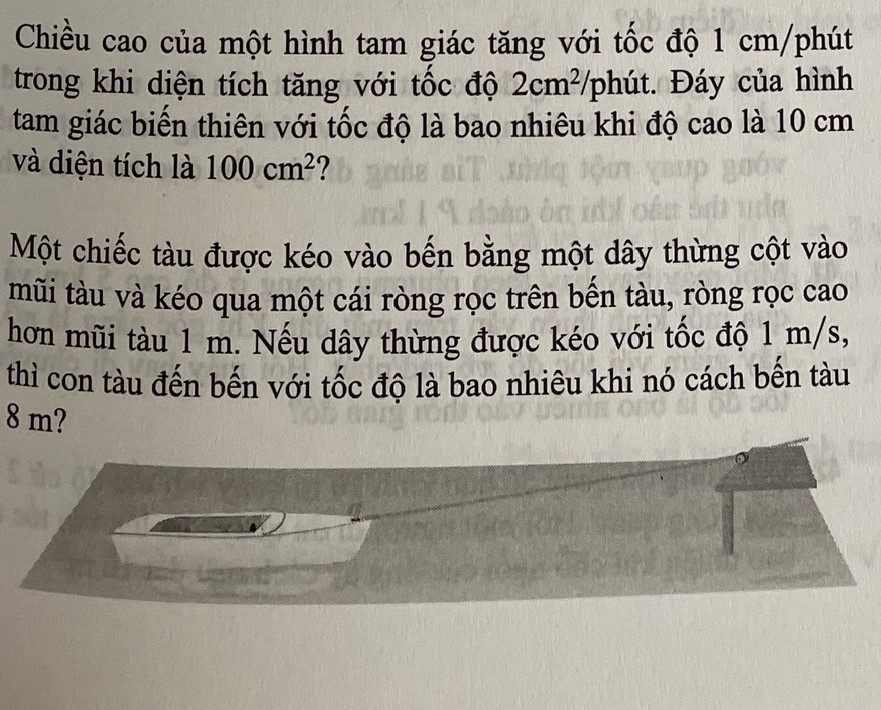 Chiều cao của một hình tam giác tăng với tốc độ 1 cm/phút
trong khi diện tích tăng với tốc độ 2cm²/phút. Đáy của hình
tam giác biến thiên với tốc độ là bao nhiêu khi độ cao là 10 cm
và diện tích là 100 cm²?
Một chiếc tàu được kéo vào bến bằng một dây thừng cột vào
mũi tàu và kéo qua một cái ròng rọc trên bến tàu, ròng rọc cao
hơn mũi tàu 1 m. Nếu dây thừng được kéo với tốc độ 1 m/s,
thì con tàu đến bến với tốc độ là bao nhiêu khi nó cách bến tàu
8 m?